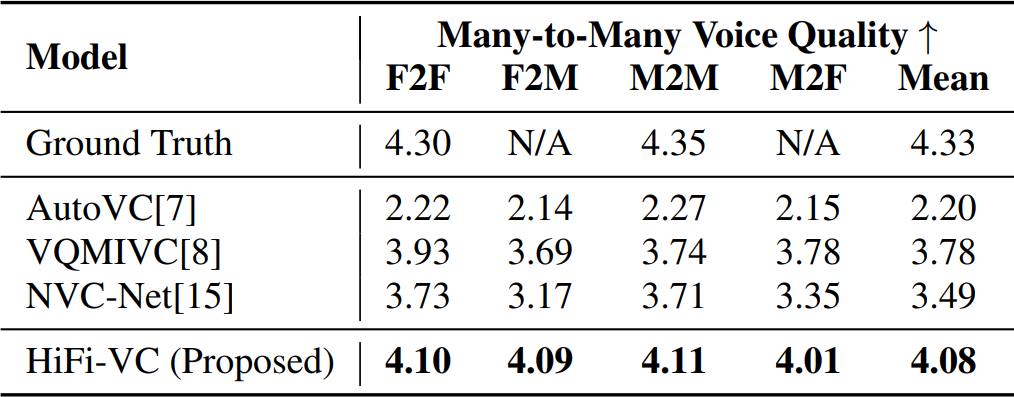 Model Many-to-Many Voice Quality ↑
F2F F2M M2M M2F Mean
Ground Truth 4.30 N/A 4.35 N/A 4.33
AutoVC[7] 2.22 2.14 2.27 2.15 2.20
VQMIVC[8] 3.93 3.69 3.74 3.78 3.78
NVC-Net[15] 3.73 3.17 3.71 3.35 3.49
HiFi-VC (Proposed) 4.10 4.09 4.11 4.01 4.08